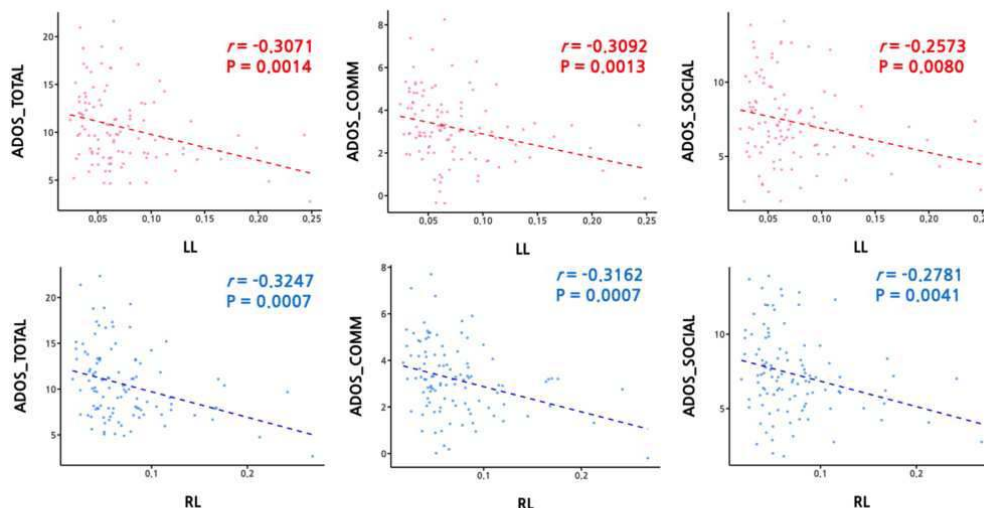 ADOS_TOTAL
20
15
10
5
0,05
0,10
0,15
0,20
0,25
LL
r = -0,3071
P = 0,0014
ADOS_COMM
8
6
4
2
0
0,05
0,10
0,15
0,20
0,25
LL
r = -0,3092
P = 0,0013
ADOS_SOCIAL
10
5
0,05
0,10
0,15
0,20
0,25
LL
r = -0,2573
P = 0,0080
ADOS_TOTAL
20
15
10
5
0,1
0,2
RL
r = -0,3247
P = 0,0007
ADOS_COMM
8
6
4
2
0
0,1
0,2
RL
r = -0,3162
P = 0,0007
ADOS_SOCIAL
10
5
0,1
0,2
RL
r = -0,2781
P = 0,0041